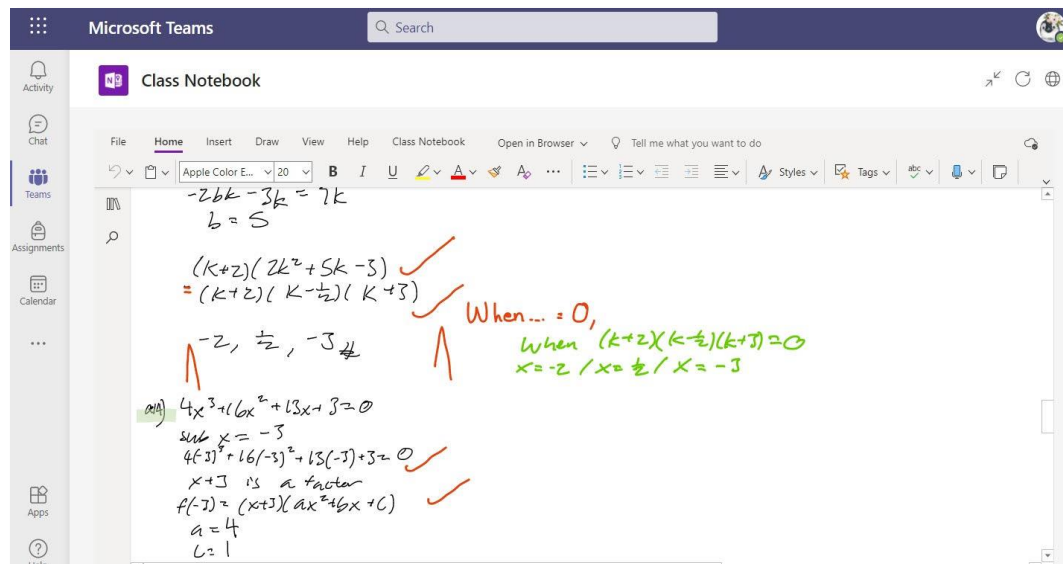 Microsoft Teams
Search
Activity
Chat
Teams
Assignments
Calendar
Apps
Class Notebook
File Home Insert Draw View Help Class Notebook Open in Browser Tell me what you want to do
Apple Color E... 20 B I U Styles Tags abc
-2bk - 3k = 7k
b = 5
(k+2)(2k² + 5k - 3)
= (k+2)(k-½)(k+3)
When... = 0,
-2, ½, -3
When (k+2)(k-½)(k+3)=0
x=-2 / x=½ / x=-3
4x³+16x²+13x+3=0
sub x = -3
4(-3)³+16(-3)²+13(-3)+3=0
x+3 is a factor
f(-3)=(x+3)(ax²+bx+c)
a=4
c=1